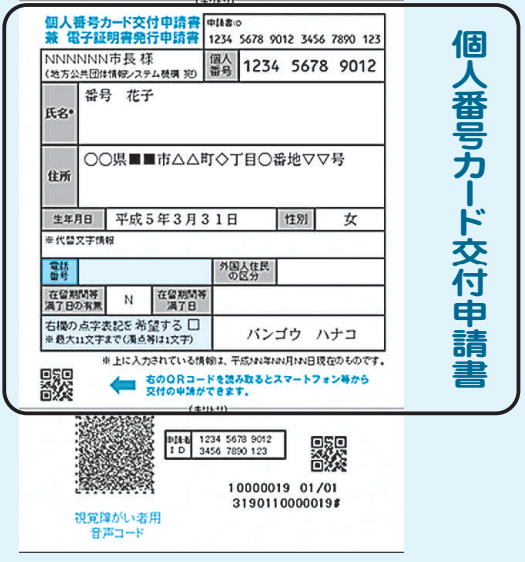 (キリトリ)
個人番号カード交付申請書
兼 電子証明書発行申請書
申請書ID
1234 5678 9012 3456 7890 123
NNNNNN市長 様
(地方公共団体情報システム機構 宛)
個人番号
1234 5678 9012
氏名*
番号 花子
住所
〇〇県■■市△△町◇丁目〇番地▽▽号
生年月日
平成5年3月31日
性別
女
※代替文字情報
電話番号
外国人住民の区分
在留期間等満了日の有無
N
在留期間等満了日
右欄の点字表記を希望する □
※最大11文字まで(濁点等は1文字)
バンゴウ ハナコ
※上に入力されている情報は、平成NN年NN月NN日現在のものです。
右のQRコードを読み取るとスマートフォン等から
交付の申請ができます。
(キリトリ)
申請者ID
1234 5678 9012
3456 7890 123
10000019 01/01
3190110000019#
視覚障がい者用
音声コード
個人番号カード交付申請書